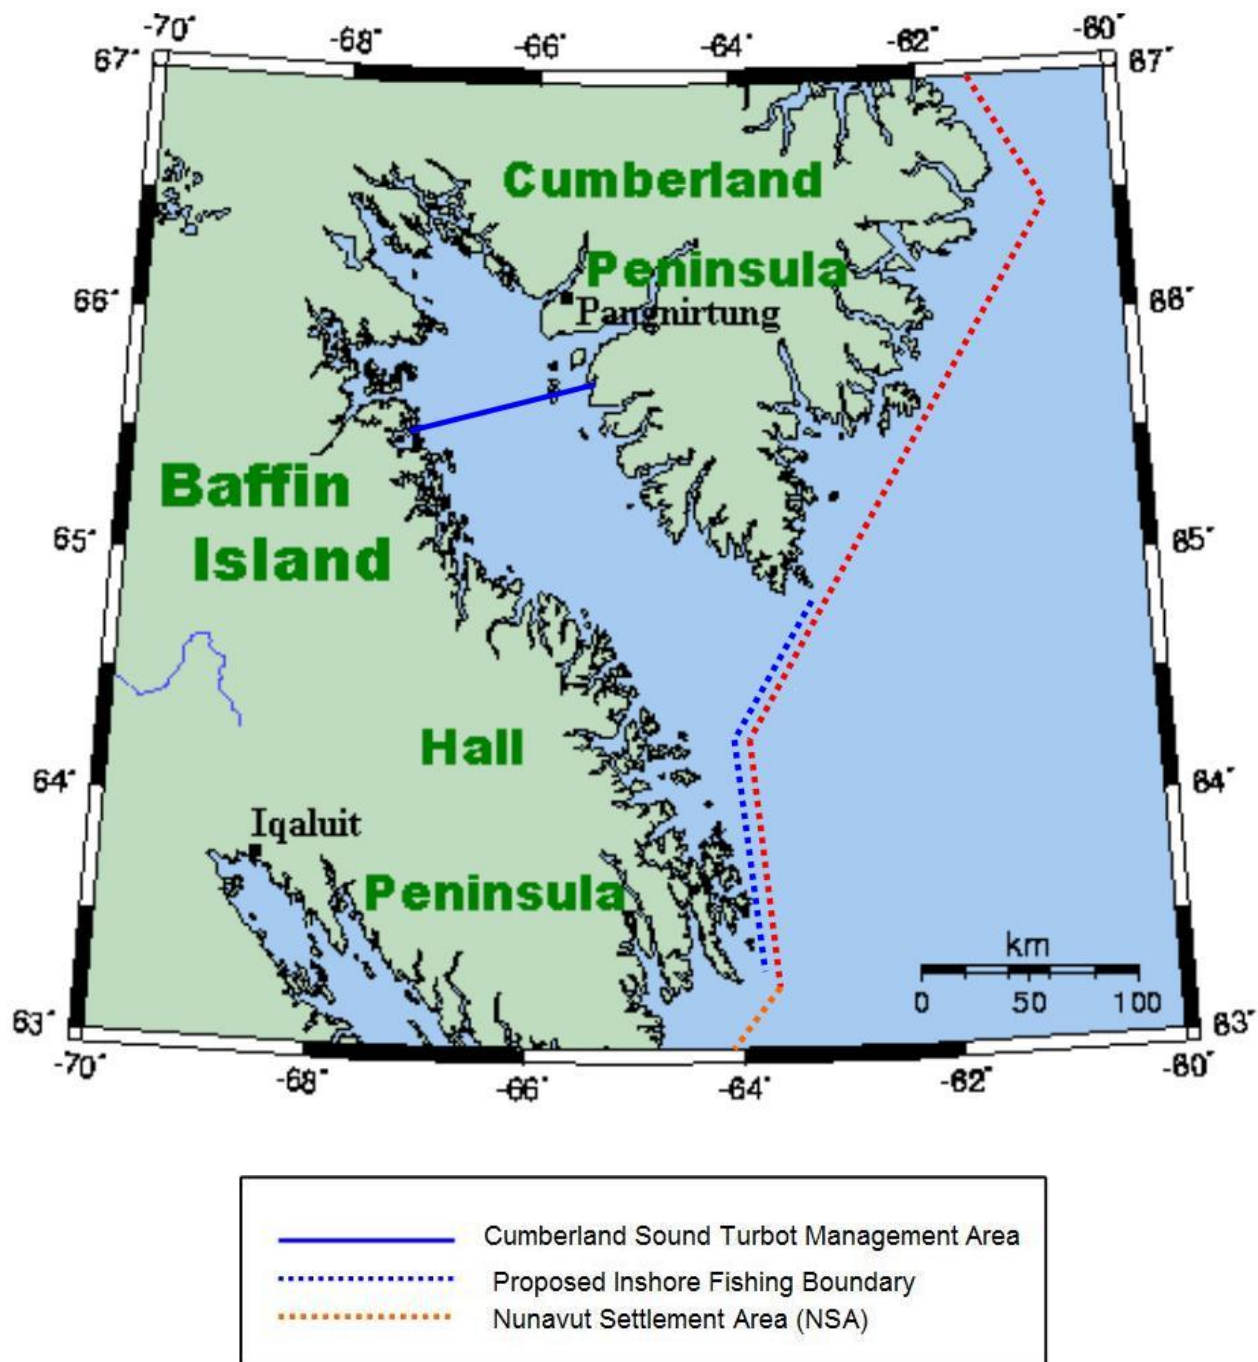 -70° -68° -66° -64° -62° -60°
67° 67°
Cumberland
Peninsula
66° 66°
Pangnirtung
Baffin
Island
65° 65°
Hall
64° 64°
Iqaluit
Peninsula
km
0 50 100
63° 63°
-70° -68° -66° -64° -62° -60°
Cumberland Sound Turbot Management Area
Proposed Inshore Fishing Boundary
Nunavut Settlement Area (NSA)